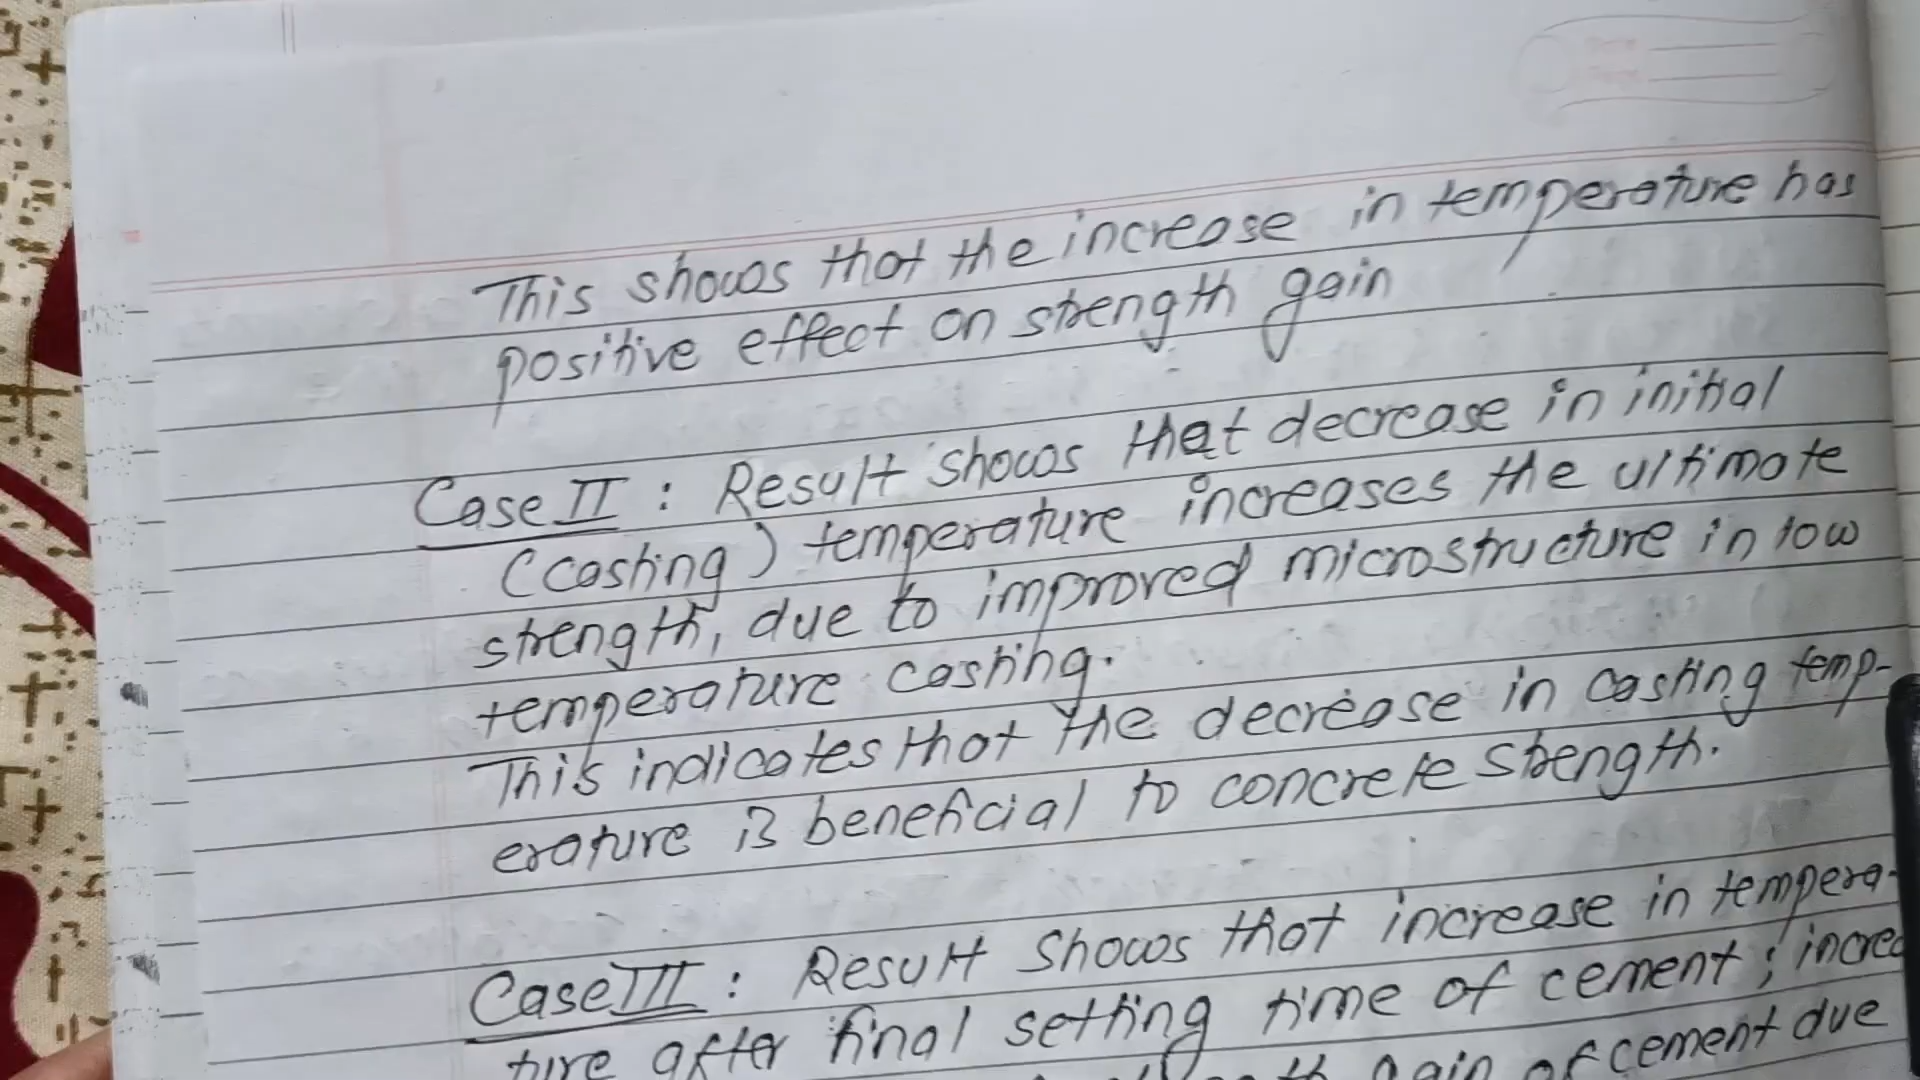 This shows that the increase in temperature has
positive effect on strength gain
Case II : Result shows that decrease in initial
(casting) temperature increases the ultimate
strength, due to improved microstructure in low
temperature casting.
This indicates that the decrease in casting temp-
erature is beneficial to concrete strength.
Case III : Result shows that increase in tempera-
ture after final setting time of cement ; increa
gain of cement due